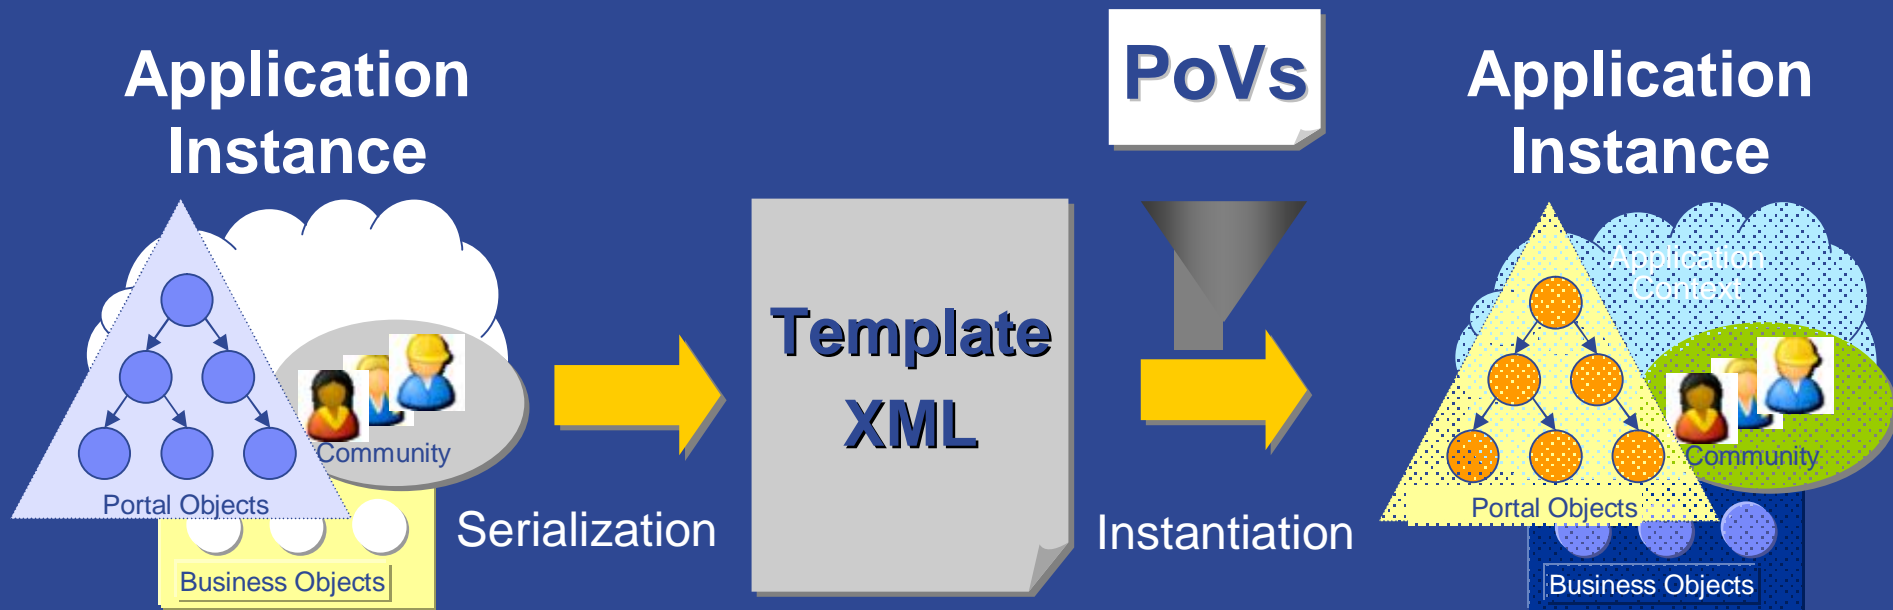 Application
Instance
Community
Portal Objects
Business Objects
Serialization
Template
XML
PoVs
Instantiation
Application
Instance
Application
Context
Community
Portal Objects
Business Objects